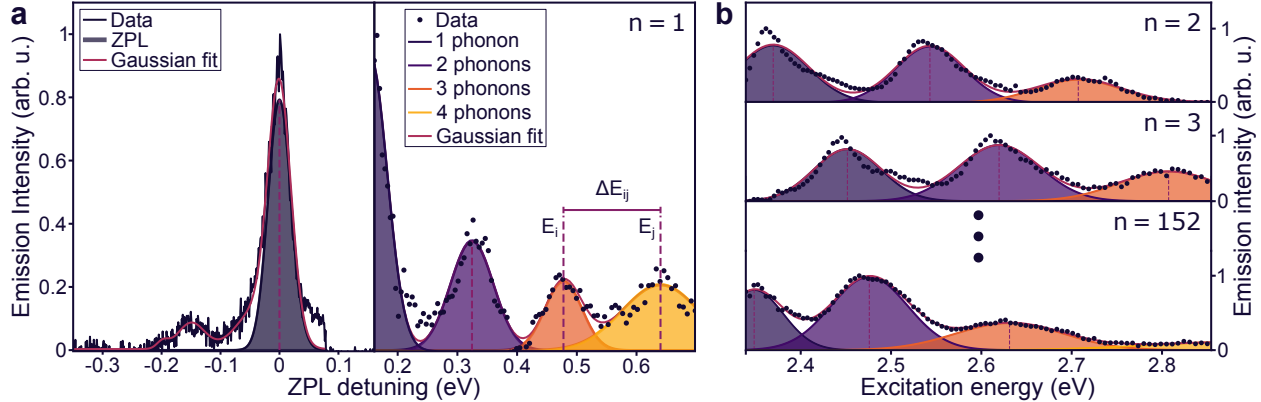 a
Data
ZPL
Gaussian fit
Data
1 phonon
2 phonons
3 phonons
4 phonons
Gaussian fit
n = 1
ΔE_ij
E_i
E_j
1
0.8
0.6
0.4
0.2
0
Emission Intensity (arb. u.)
-0.3 -0.2 -0.1 0 0.1 0.2 0.3 0.4 0.5 0.6
ZPL detuning (eV)
b
n = 2
1
0
n = 3
1
0
n = 152
1
0
Emission intensity (arb. u.)
2.4 2.5 2.6 2.7 2.8
Excitation energy (eV)